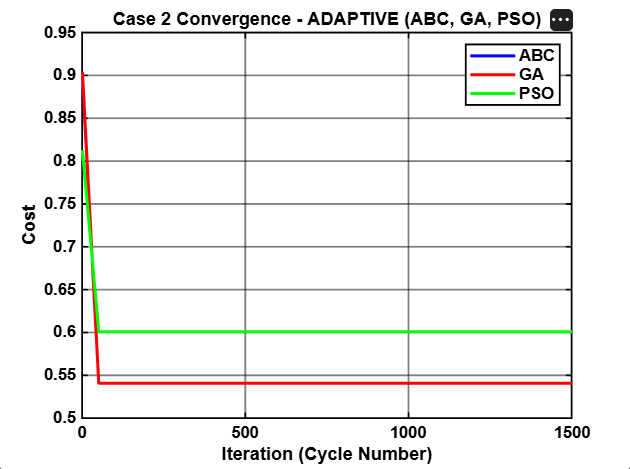 Case 2 Convergence - ADAPTIVE (ABC, GA, PSO)
0.95
0.9
0.85
0.8
0.75
0.7
0.65
0.6
0.55
0.5
Cost
ABC
GA
PSO
0
500
1000
1500
Iteration (Cycle Number)